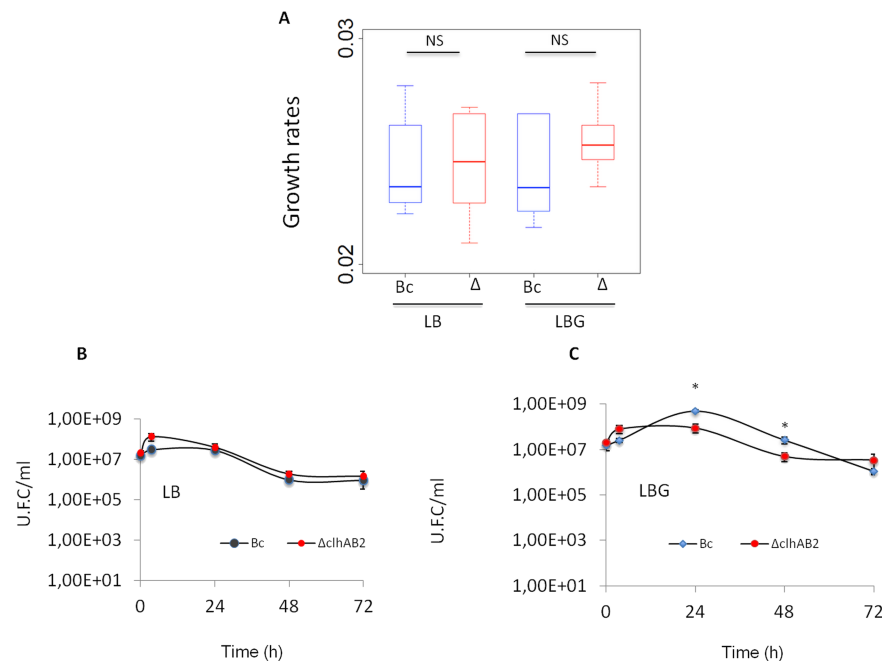 A
0.03
NS
NS
Growth rates
0.02
Bc
Δ
Bc
Δ
LB
LBG
B
1,00E+09
1,00E+07
1,00E+05
1,00E+03
1,00E+01
U.F.C/ml
LB
Bc
ΔclhAB2
0
24
48
72
Time (h)
C
1,00E+09
1,00E+07
1,00E+05
1,00E+03
1,00E+01
U.F.C/ml
*
*
LBG
Bc
ΔclhAB2
0
24
48
72
Time (h)